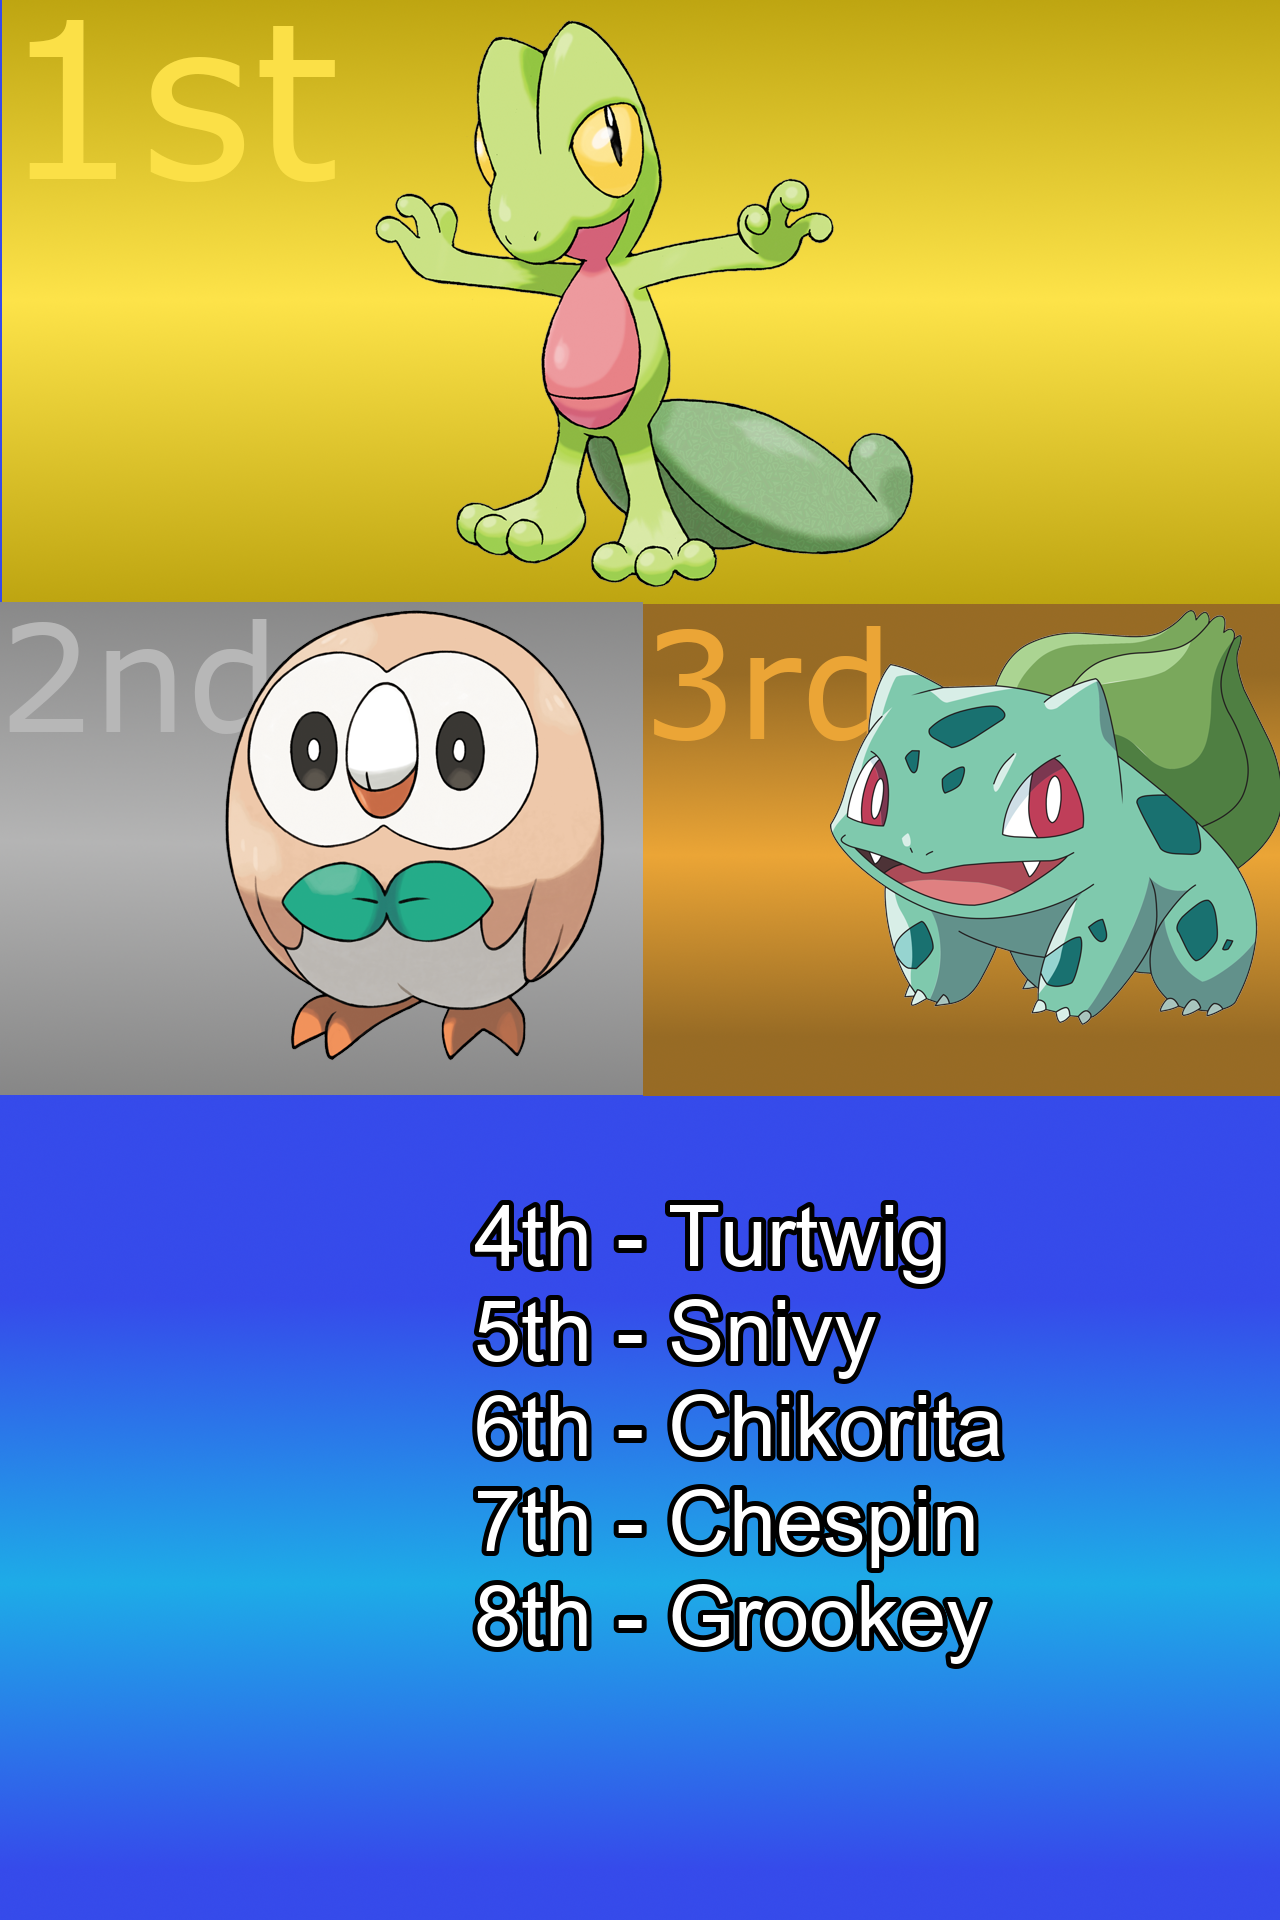 1st
2nd
3rd
4th - Turtwig
5th - Snivy
6th - Chikorita
7th - Chespin
8th - Grookey